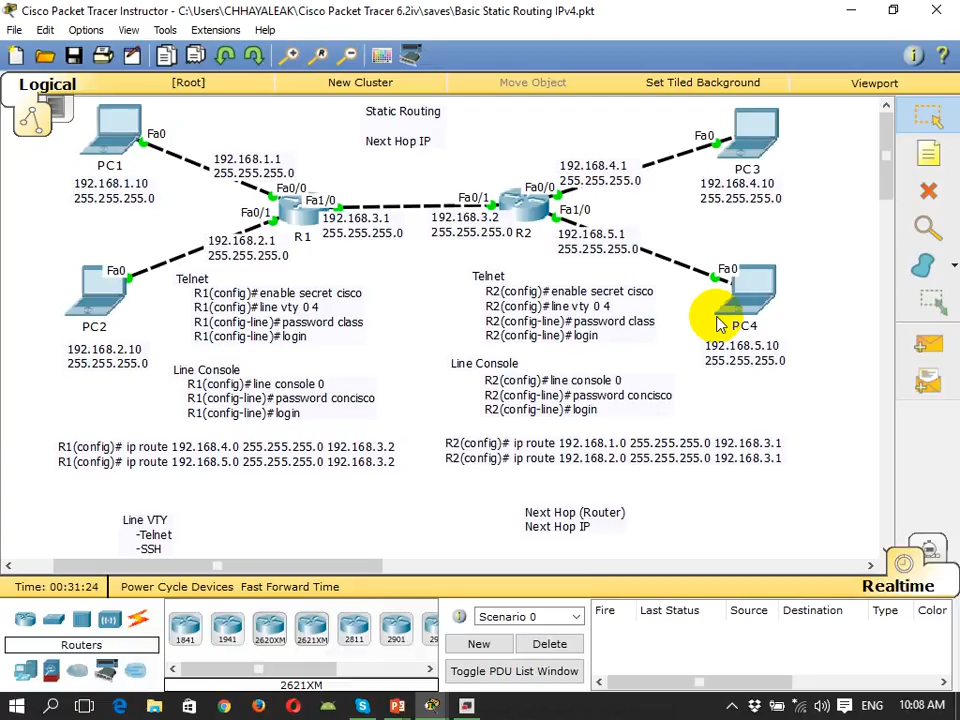 Cisco Packet Tracer Instructor - C:\Users\CHHAYALEAK\Cisco Packet Tracer 6.2iv\saves\Basic Static Routing IPv4.pkt
File Edit Options View Tools Extensions Help
Logical
[Root]
New Cluster
Move Object
Set Tiled Background
Viewport
Static Routing
Next Hop IP
Fa0
PC1
192.168.1.10
255.255.255.0
192.168.1.1
255.255.255.0
Fa0/0
Fa1/0
Fa0/1
R1
192.168.3.1
255.255.255.0
192.168.2.1
255.255.255.0
Fa0
PC2
192.168.2.10
255.255.255.0
Fa0/1
192.168.3.2
255.255.255.0
R2
Fa0/0
192.168.4.1
255.255.255.0
Fa1/0
192.168.5.1
255.255.255.0
Fa0
PC3
192.168.4.10
255.255.255.0
Fa0
PC4
192.168.5.10
255.255.255.0
Telnet
R1(config)#enable secret cisco
R1(config)#line vty 0 4
R1(config-line)#password class
R1(config-line)#login
Line Console
R1(config)#line console 0
R1(config-line)#password concisco
R1(config-line)#login
R1(config)# ip route 192.168.4.0 255.255.255.0 192.168.3.2
R1(config)# ip route 192.168.5.0 255.255.255.0 192.168.3.2
Telnet
R2(config)#enable secret cisco
R2(config)#line vty 0 4
R2(config-line)#password class
R2(config-line)#login
Line Console
R2(config)#line console 0
R2(config-line)#password concisco
R2(config-line)#login
R2(config)# ip route 192.168.1.0 255.255.255.0 192.168.3.1
R2(config)# ip route 192.168.2.0 255.255.255.0 192.168.3.1
Line VTY
-Telnet
-SSH
Next Hop (Router)
Next Hop IP
Time: 00:31:24
Power Cycle Devices Fast Forward Time
Realtime
Routers
1841
1941
2620XM
2621XM
2811
2901
29
2621XM
Scenario 0
New
Delete
Toggle PDU List Window
Fire Last Status Source Destination Type Color
ENG
10:08 AM